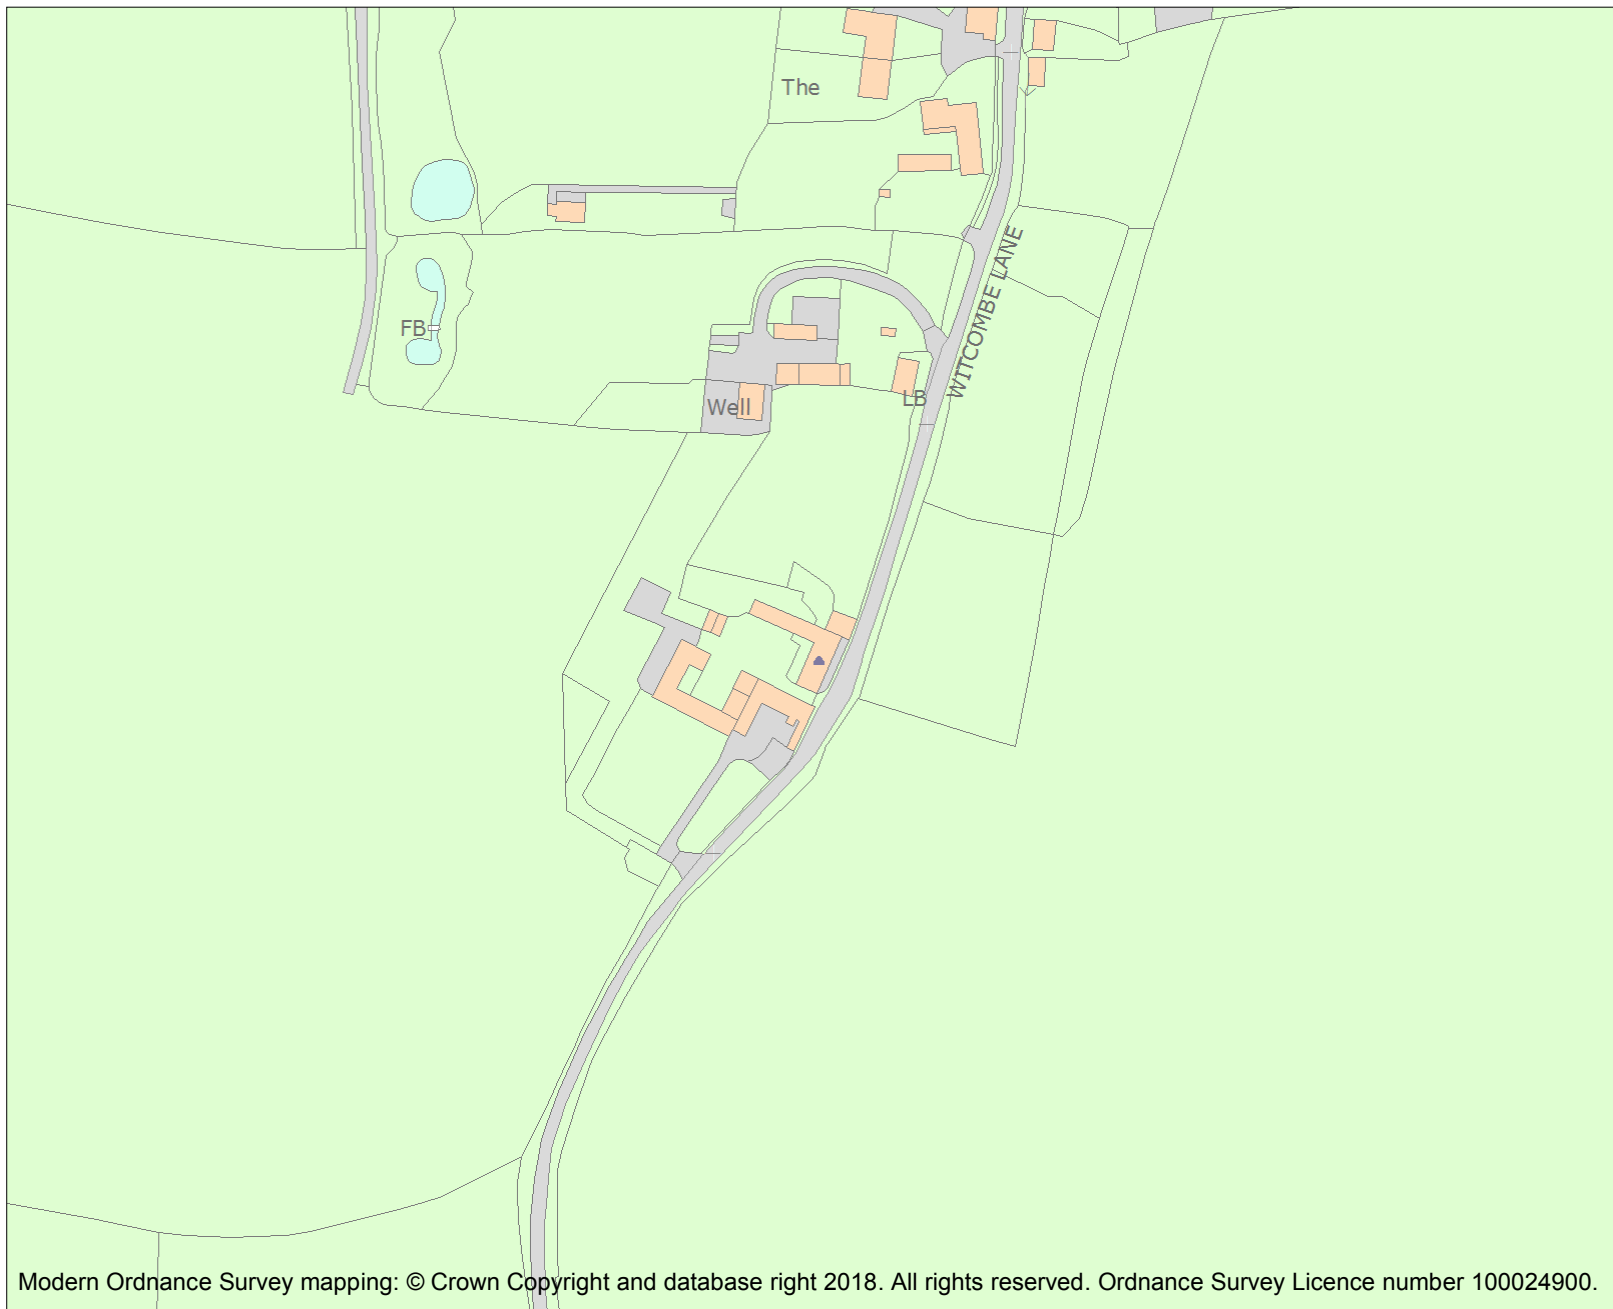 The
WITCOMBE LANE
FB
LB
Well
Modern Ordnance Survey mapping: © Crown Copyright and database right 2018. All rights reserved. Ordnance Survey Licence number 100024900.